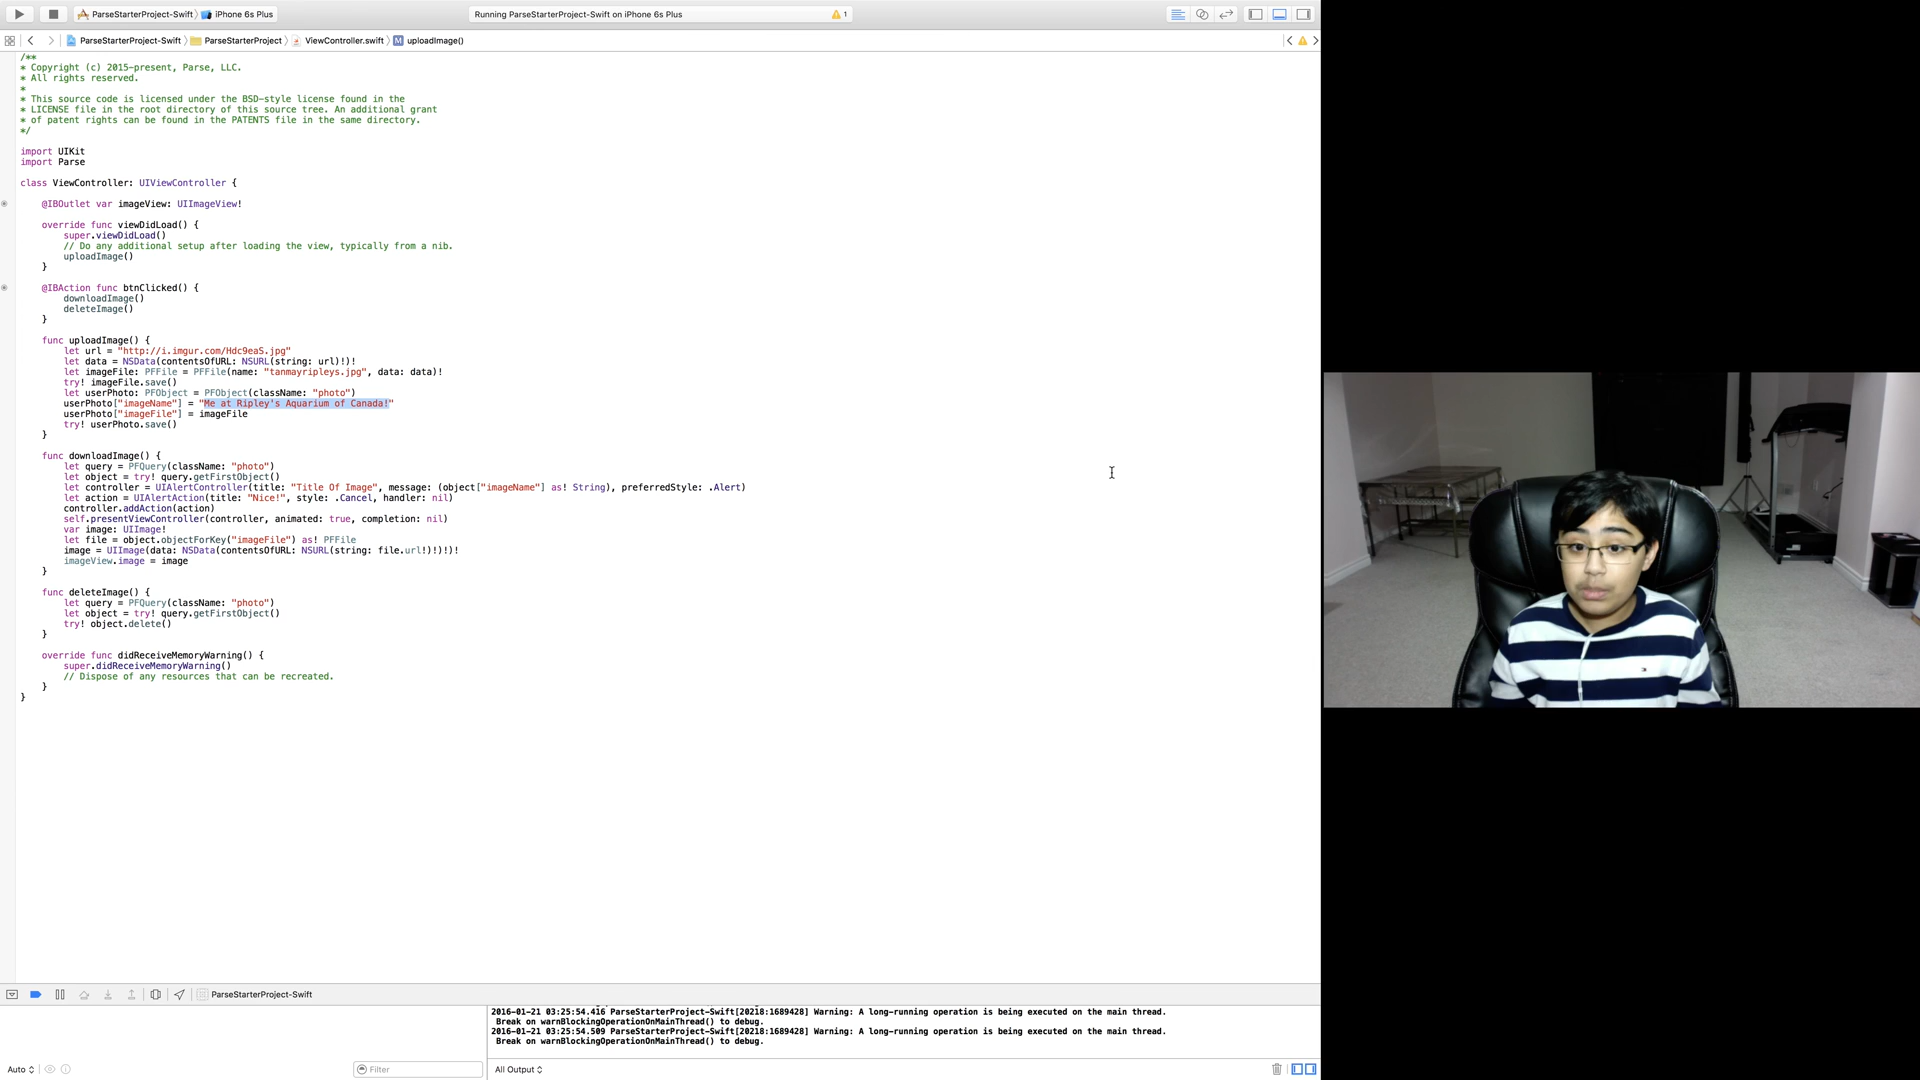 ParseStarterProject-Swift iPhone 6s Plus Running ParseStarterProject-Swift on iPhone 6s Plus 1
ParseStarterProject-Swift ParseStarterProject ViewController.swift M uploadImage()
/**
* Copyright (c) 2015-present, Parse, LLC.
* All rights reserved.
*
* This source code is licensed under the BSD-style license found in the
* LICENSE file in the root directory of this source tree. An additional grant
* of patent rights can be found in the PATENTS file in the same directory.
*/
import UIKit
import Parse
class ViewController: UIViewController {
@IBOutlet var imageView: UIImageView!
override func viewDidLoad() {
super.viewDidLoad()
// Do any additional setup after loading the view, typically from a nib.
uploadImage()
}
@IBAction func btnClicked() {
downloadImage()
deleteImage()
}
func uploadImage() {
let url = "http://i.imgur.com/Hdc9eaS.jpg"
let data = NSData(contentsOfURL: NSURL(string: url)!)!
let imageFile: PFFile = PFFile(name: "tanmayripleys.jpg", data: data)!
try! imageFile.save()
let userPhoto: PFObject = PFObject(className: "photo")
userPhoto["imageName"] = "Me at Ripley's Aquarium of Canada!"
userPhoto["imageFile"] = imageFile
try! userPhoto.save()
}
func downloadImage() {
let query = PFQuery(className: "photo")
let object = try! query.getFirstObject()
let controller = UIAlertController(title: "Title Of Image", message: (object["imageName"] as! String), preferredStyle: .Alert)
let action = UIAlertAction(title: "Nice!", style: .Cancel, handler: nil)
controller.addAction(action)
self.presentViewController(controller, animated: true, completion: nil)
var image: UIImage!
let file = object.objectForKey("imageFile") as! PFFile
image = UIImage(data: NSData(contentsOfURL: NSURL(string: file.url!)!)!)!
imageView.image = image
}
func deleteImage() {
let query = PFQuery(className: "photo")
let object = try! query.getFirstObject()
try! object.delete()
}
override func didReceiveMemoryWarning() {
super.didReceiveMemoryWarning()
// Dispose of any resources that can be recreated.
}
}
ParseStarterProject-Swift
2016-01-21 03:25:54.416 ParseStarterProject-Swift[20218:1689428] Warning: A long-running operation is being executed on the main thread.
Break on warnBlockingOperationOnMainThread() to debug.
2016-01-21 03:25:54.509 ParseStarterProject-Swift[20218:1689428] Warning: A long-running operation is being executed on the main thread.
Break on warnBlockingOperationOnMainThread() to debug.
Auto Filter All Output